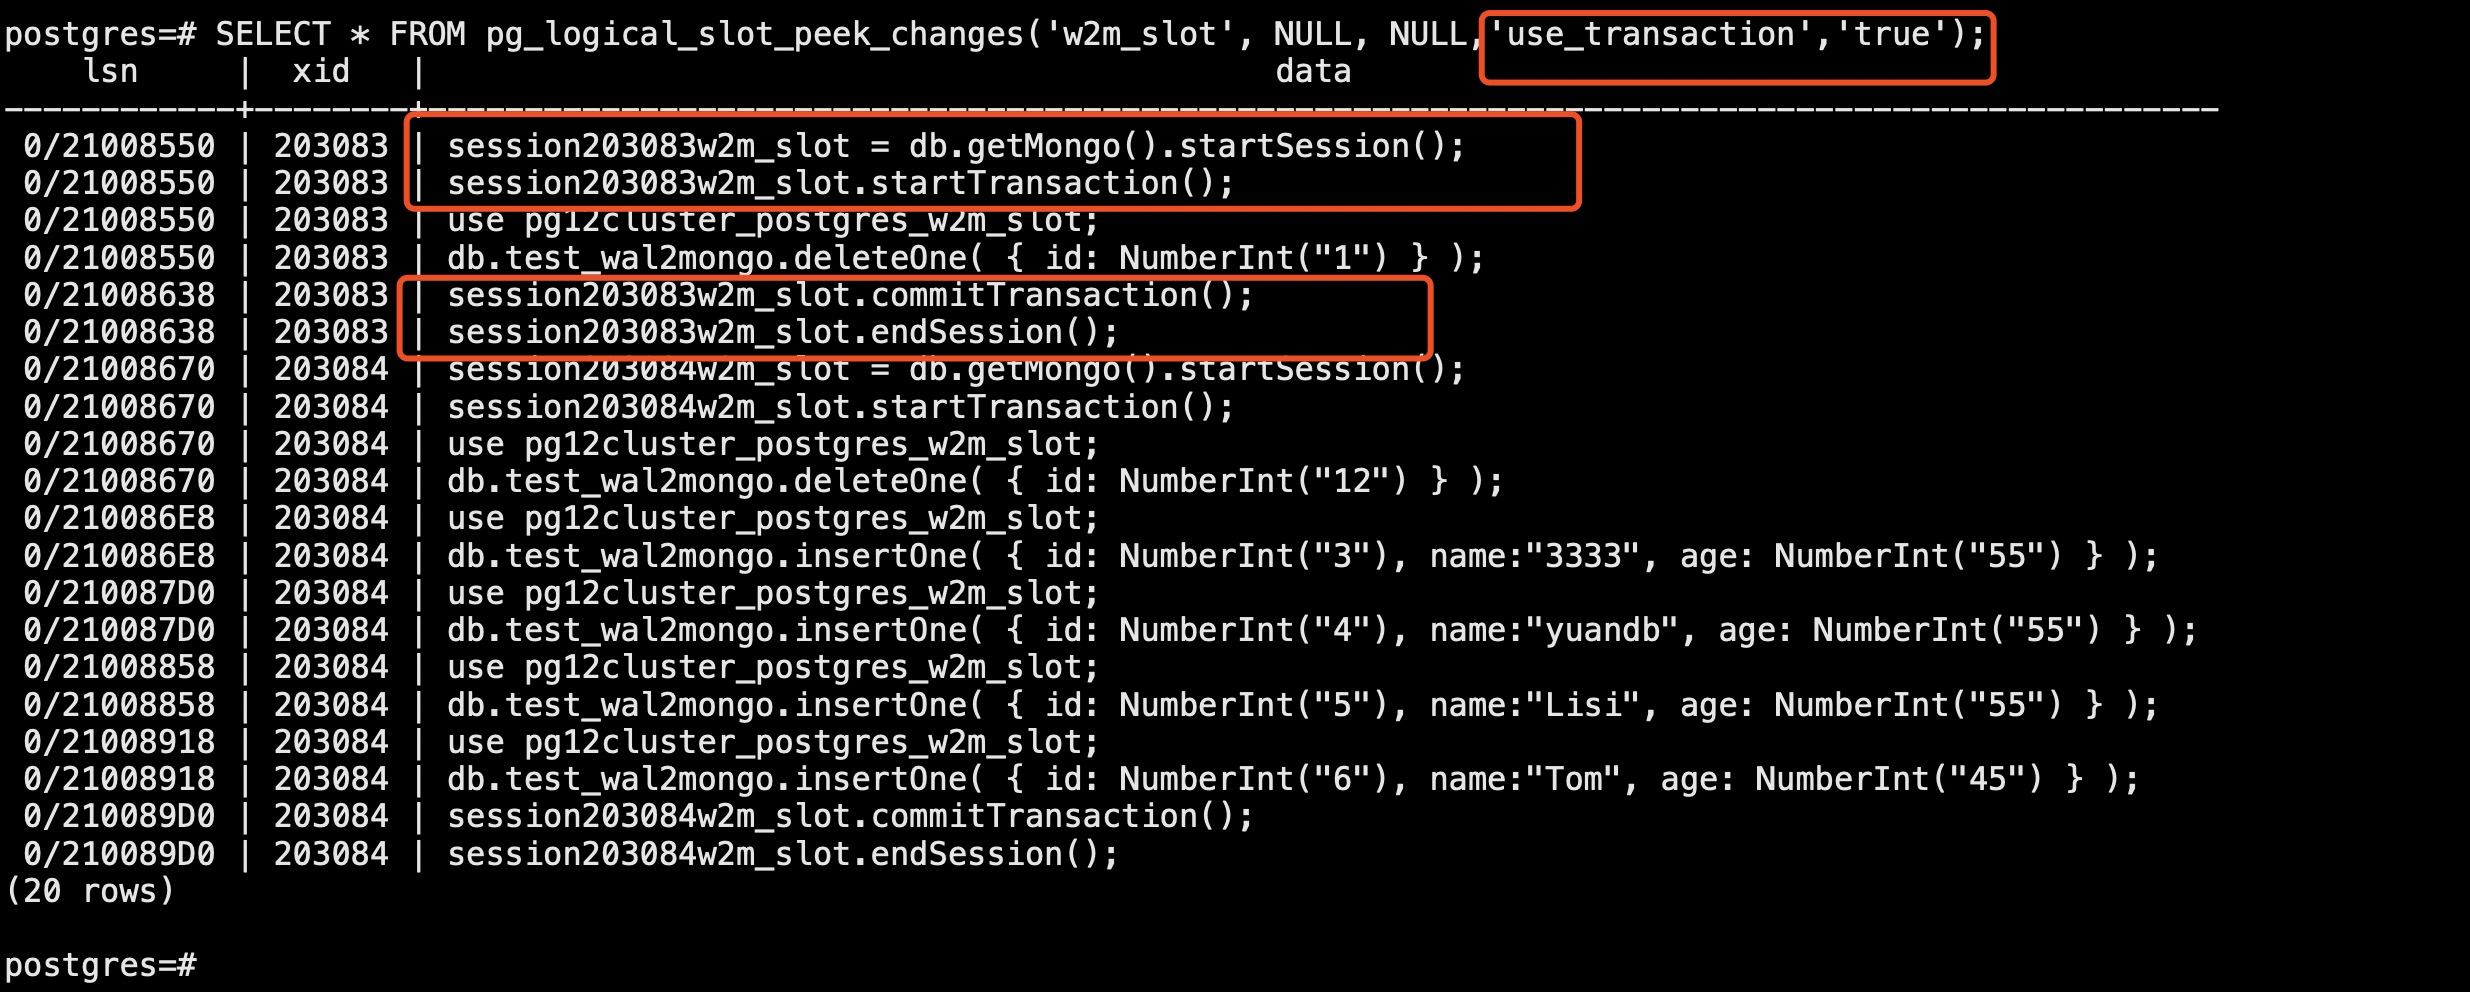 postgres=# SELECT * FROM pg_logical_slot_peek_changes('w2m_slot', NULL, NULL,'use_transaction','true');
    lsn     |  xid   |                                            data
------------+--------+---------------------------------------------------------------------------------------------
 0/21008550 | 203083 | session203083w2m_slot = db.getMongo().startSession();
 0/21008550 | 203083 | session203083w2m_slot.startTransaction();
 0/21008550 | 203083 | use pg12cluster_postgres_w2m_slot;
 0/21008550 | 203083 | db.test_wal2mongo.deleteOne( { id: NumberInt("1") } );
 0/21008638 | 203083 | session203083w2m_slot.commitTransaction();
 0/21008638 | 203083 | session203083w2m_slot.endSession();
 0/21008670 | 203084 | session203084w2m_slot = db.getMongo().startSession();
 0/21008670 | 203084 | session203084w2m_slot.startTransaction();
 0/21008670 | 203084 | use pg12cluster_postgres_w2m_slot;
 0/21008670 | 203084 | db.test_wal2mongo.deleteOne( { id: NumberInt("12") } );
 0/210086E8 | 203084 | use pg12cluster_postgres_w2m_slot;
 0/210086E8 | 203084 | db.test_wal2mongo.insertOne( { id: NumberInt("3"), name:"3333", age: NumberInt("55") } );
 0/210087D0 | 203084 | use pg12cluster_postgres_w2m_slot;
 0/210087D0 | 203084 | db.test_wal2mongo.insertOne( { id: NumberInt("4"), name:"yuandb", age: NumberInt("55") } );
 0/21008858 | 203084 | use pg12cluster_postgres_w2m_slot;
 0/21008858 | 203084 | db.test_wal2mongo.insertOne( { id: NumberInt("5"), name:"Lisi", age: NumberInt("55") } );
 0/21008918 | 203084 | use pg12cluster_postgres_w2m_slot;
 0/21008918 | 203084 | db.test_wal2mongo.insertOne( { id: NumberInt("6"), name:"Tom", age: NumberInt("45") } );
 0/210089D0 | 203084 | session203084w2m_slot.commitTransaction();
 0/210089D0 | 203084 | session203084w2m_slot.endSession();
(20 rows)

postgres=#